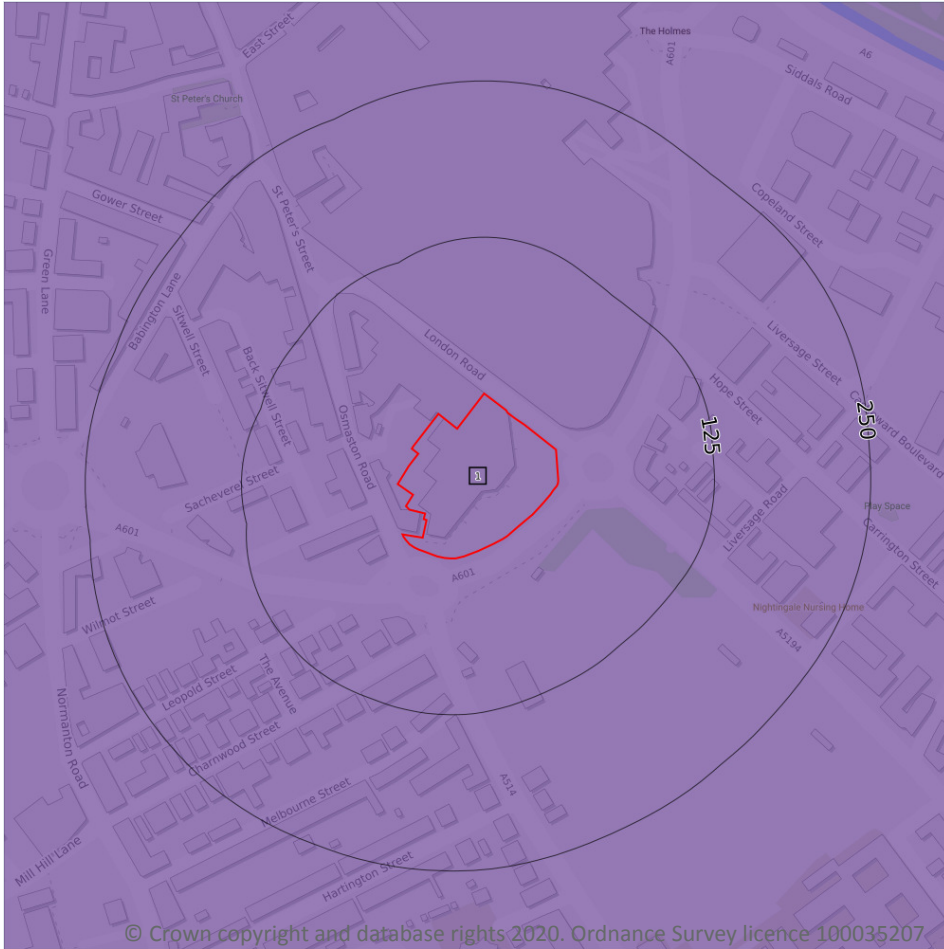 The Holmes
A601
A6
East Street
Siddals Road
St Peter's Church
Gower Street
St Peter's Street
Copeland Street
Green Lane
Babington Lane
Sitwell Street
London Road
Liversage Street
Back Sitwell Street
Hope Street
Osmaston Road
125
250
1
Sacheverel Street
Liversage Road
Play Space
Carrington Street
A601
A601
Wilmot Street
Nightingale Nursing Home
A5194
Leopold Street
The Avenue
Normanton Road
Charnwood Street
A514
Melbourne Street
Mill Hill Lane
Hartington Street
© Crown copyright and database rights 2020. Ordnance Survey licence 100035207.